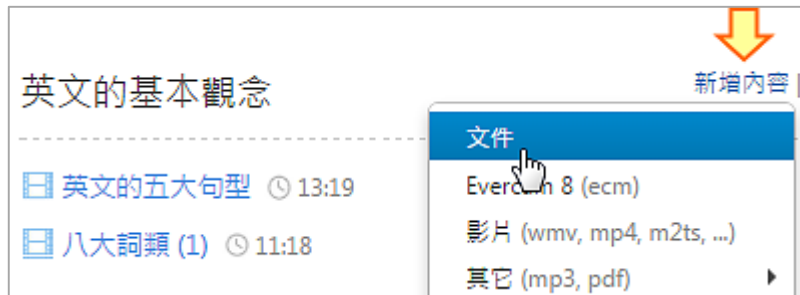 英文的基本觀念
新增內容
文件
英文的五大句型 13:19
Evercam 8 (ecm)
八大詞類 (1) 11:18
影片 (wmv, mp4, m2ts, ...)
其它 (mp3, pdf)